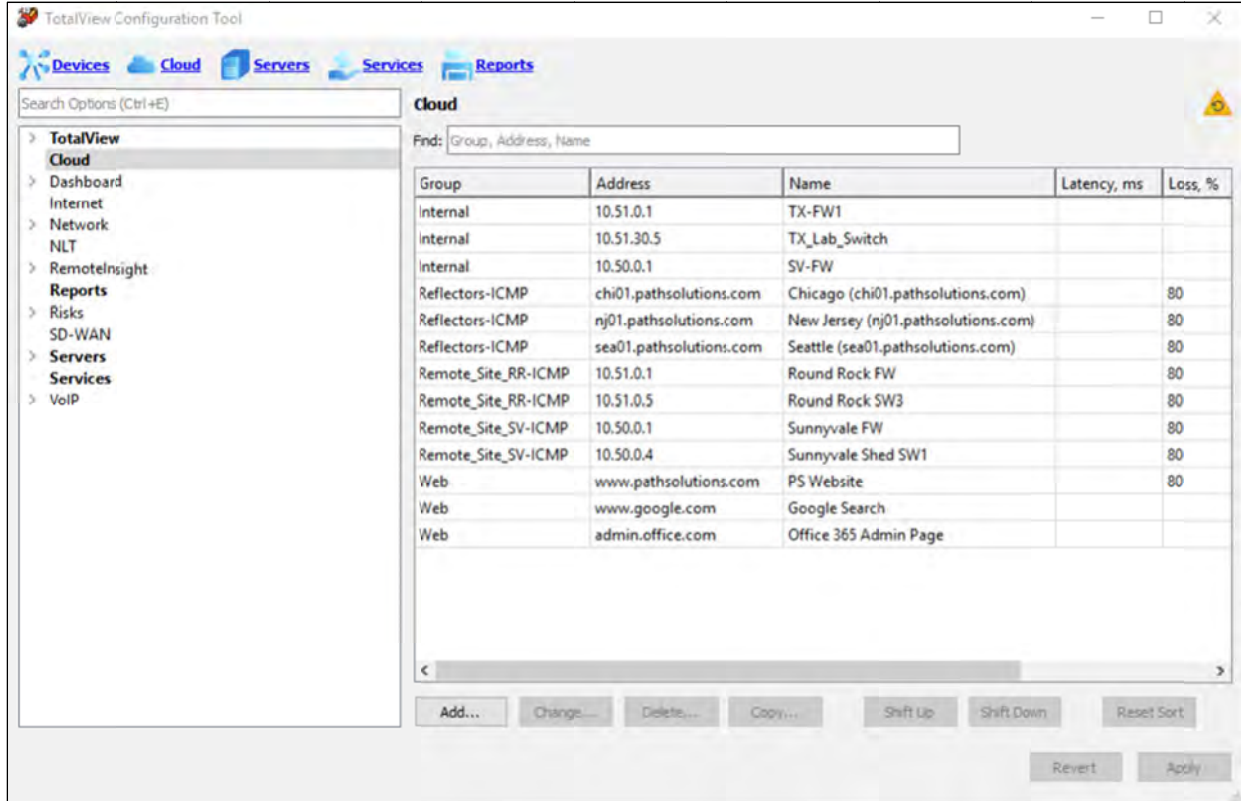 TotalView Configuration Tool
Devices Cloud Servers Services Reports
Search Options (Ctrl+E)
TotalView
Cloud
Dashboard
Internet
Network
NLT
RemoteInsight
Reports
Risks
SD-WAN
Servers
Services
VoIP
Cloud
Find: Group, Address, Name
Group Address Name Latency, ms Loss, %
Internal 10.51.0.1 TX-FW1
Internal 10.51.30.5 TX_Lab_Switch
Internal 10.50.0.1 SV-FW
Reflectors-ICMP chi01.pathsolutions.com Chicago (chi01.pathsolutions.com) 80
Reflectors-ICMP nj01.pathsolutions.com New Jersey (nj01.pathsolutions.com) 80
Reflectors-ICMP sea01.pathsolutions.com Seattle (sea01.pathsolutions.com) 80
Remote_Site_RR-ICMP 10.51.0.1 Round Rock FW 80
Remote_Site_RR-ICMP 10.51.0.5 Round Rock SW3 80
Remote_Site_SV-ICMP 10.50.0.1 Sunnyvale FW 80
Remote_Site_SV-ICMP 10.50.0.4 Sunnyvale Shed SW1 80
Web www.pathsolutions.com PS Website 80
Web www.google.com Google Search
Web admin.office.com Office 365 Admin Page
Add... Change... Delete... Copy... Shift Up Shift Down Reset Sort
Revert Apply